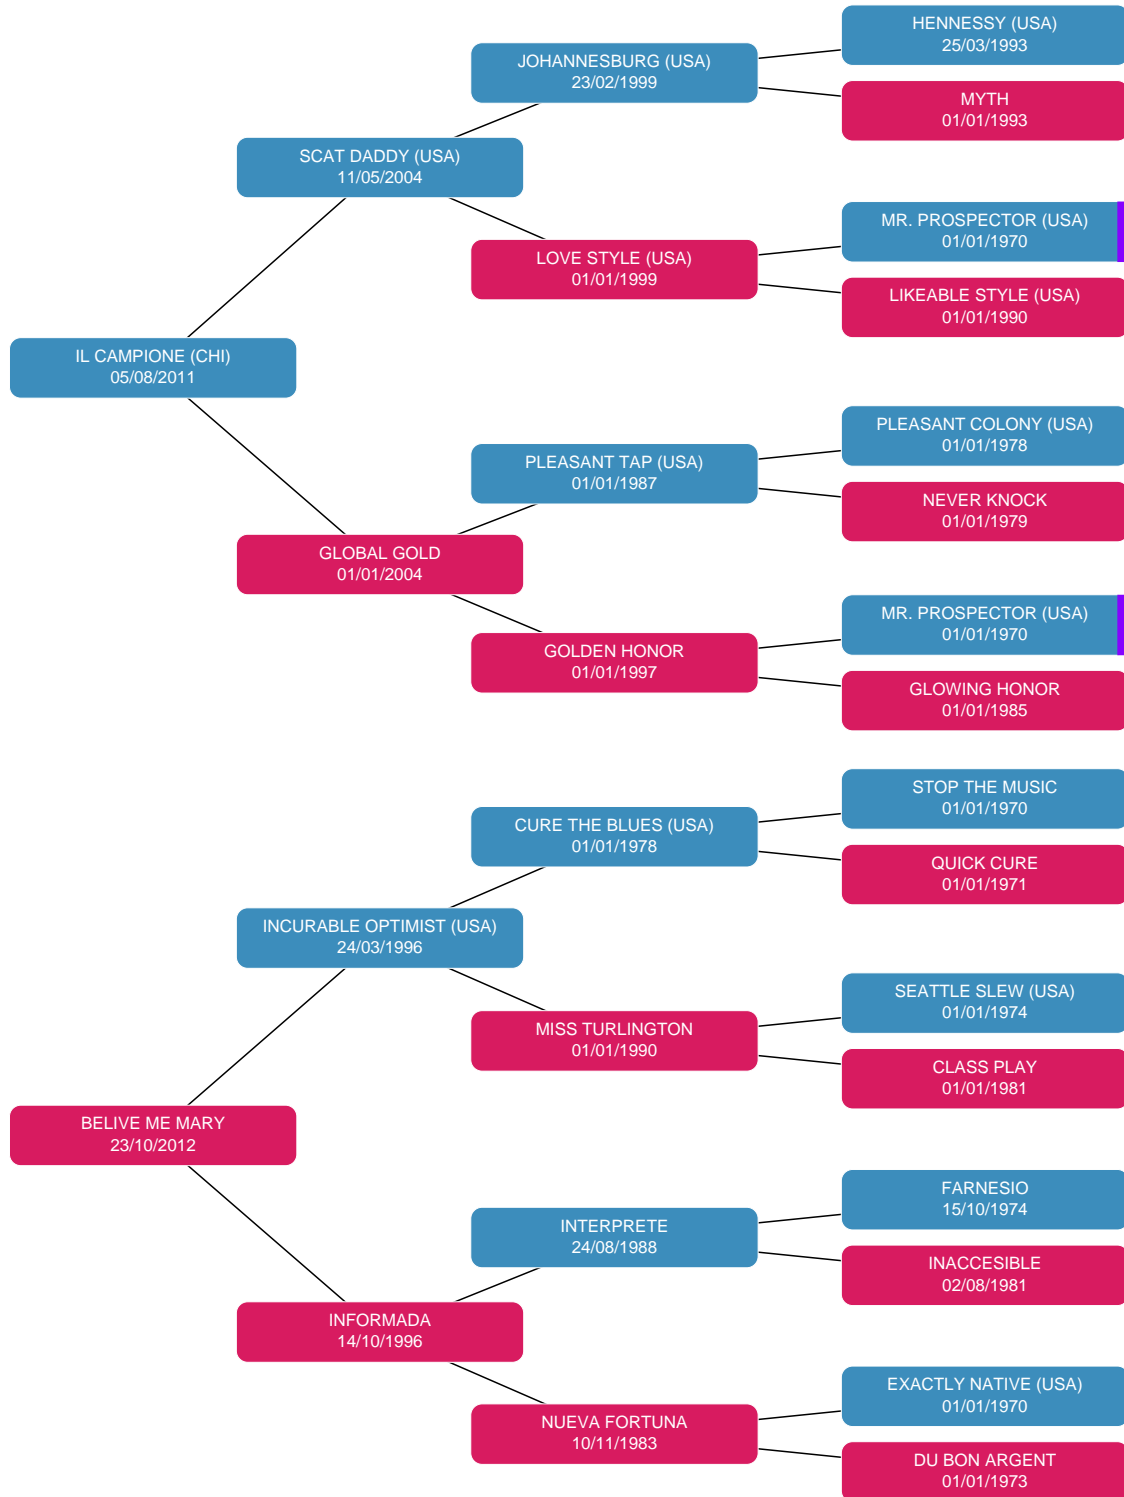 HENNESSY (USA)
25/03/1993
JOHANNESBURG (USA)
23/02/1999
MYTH
01/01/1993
SCAT DADDY (USA)
11/05/2004
MR. PROSPECTOR (USA)
01/01/1970
LOVE STYLE (USA)
01/01/1999
LIKEABLE STYLE (USA)
01/01/1990
IL CAMPIONE (CHI)
05/08/2011
PLEASANT COLONY (USA)
01/01/1978
PLEASANT TAP (USA)
01/01/1987
NEVER KNOCK
01/01/1979
GLOBAL GOLD
01/01/2004
MR. PROSPECTOR (USA)
01/01/1970
GOLDEN HONOR
01/01/1997
GLOWING HONOR
01/01/1985
STOP THE MUSIC
01/01/1970
CURE THE BLUES (USA)
01/01/1978
QUICK CURE
01/01/1971
INCURABLE OPTIMIST (USA)
24/03/1996
SEATTLE SLEW (USA)
01/01/1974
MISS TURLINGTON
01/01/1990
CLASS PLAY
01/01/1981
BELIVE ME MARY
23/10/2012
FARNESIO
15/10/1974
INTERPRETE
24/08/1988
INACCESIBLE
02/08/1981
INFORMADA
14/10/1996
EXACTLY NATIVE (USA)
01/01/1970
NUEVA FORTUNA
10/11/1983
DU BON ARGENT
01/01/1973